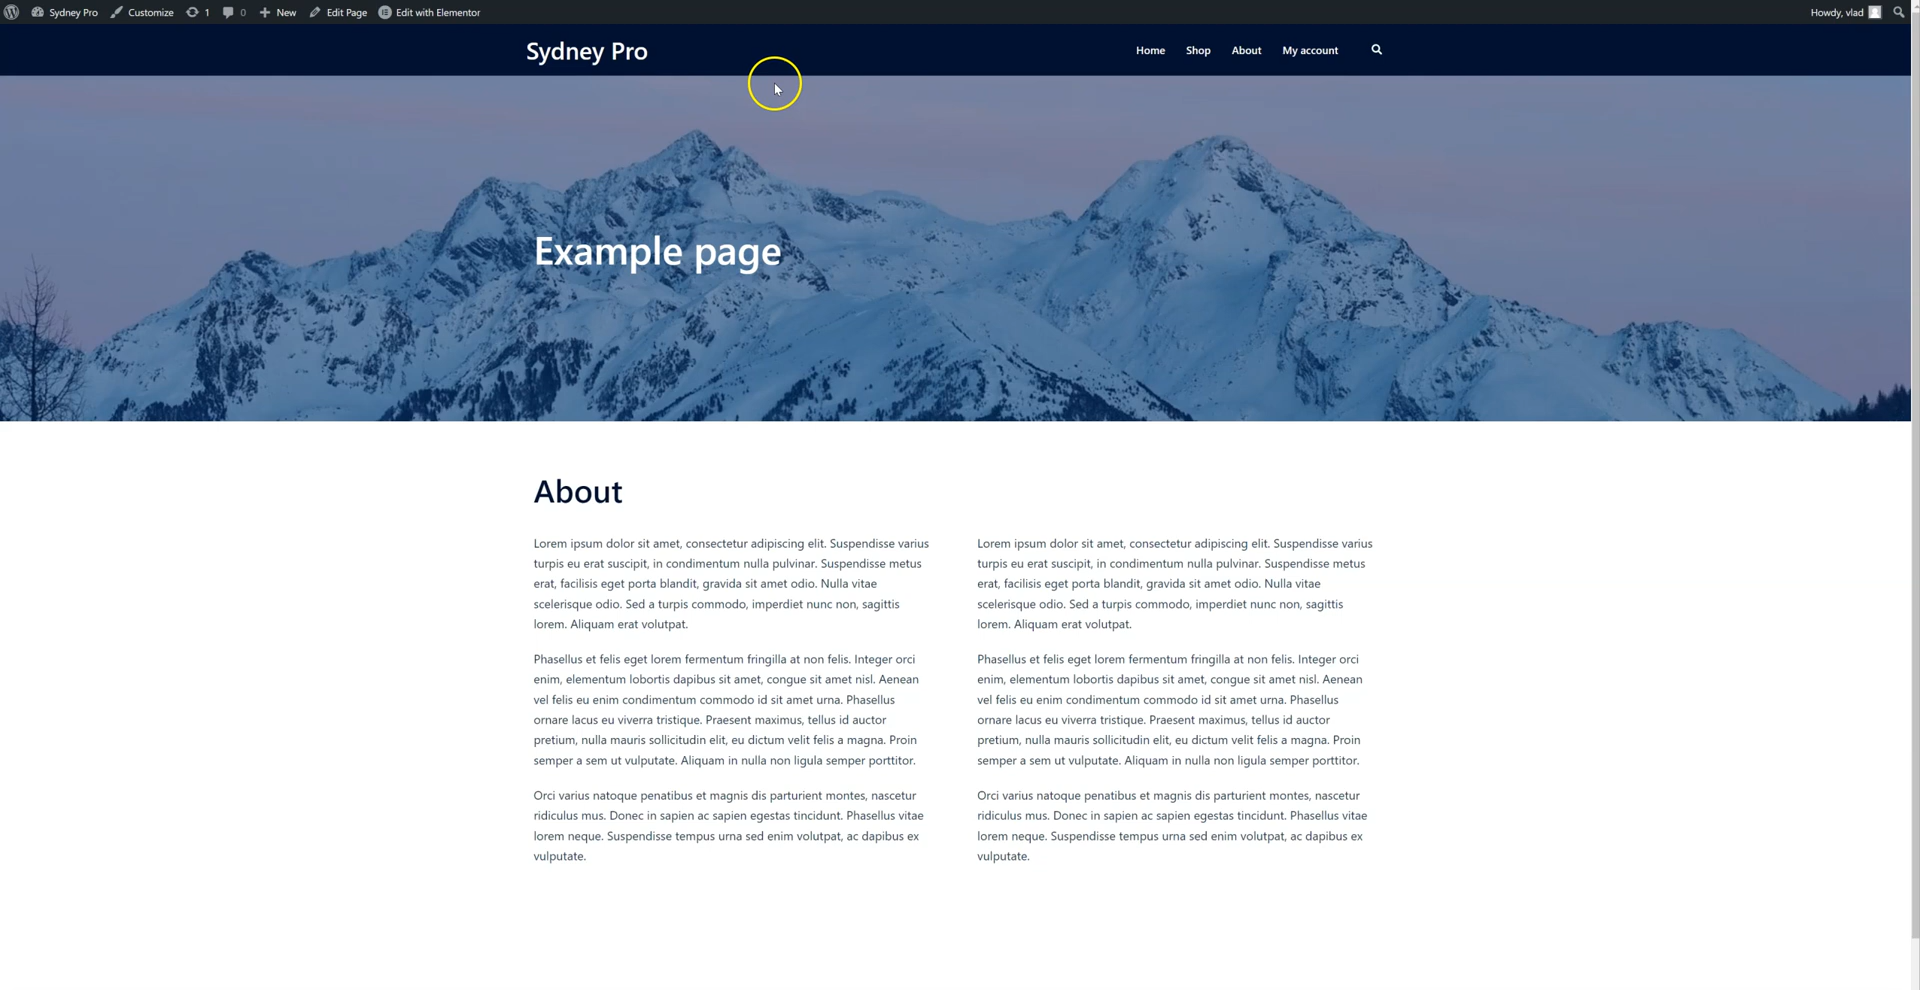 Sydney Pro Customize 1 0 New Edit Page Edit with Elementor Howdy, vlad
Sydney Pro Home Shop About My account
Example page
About
Lorem ipsum dolor sit amet, consectetur adipiscing elit. Suspendisse varius
turpis eu erat suscipit, in condimentum nulla pulvinar. Suspendisse metus
erat, facilisis eget porta blandit, gravida sit amet odio. Nulla vitae
scelerisque odio. Sed a turpis commodo, imperdiet nunc non, sagittis
lorem. Aliquam erat volutpat.
Phasellus et felis eget lorem fermentum fringilla at non felis. Integer orci
enim, elementum lobortis dapibus sit amet, congue sit amet nisl. Aenean
vel felis eu enim condimentum commodo id sit amet urna. Phasellus
ornare lacus eu viverra tristique. Praesent maximus, tellus id auctor
pretium, nulla mauris sollicitudin elit, eu dictum velit felis a magna. Proin
semper a sem ut vulputate. Aliquam in nulla non ligula semper porttitor.
Orci varius natoque penatibus et magnis dis parturient montes, nascetur
ridiculus mus. Donec in sapien ac sapien egestas tincidunt. Phasellus vitae
lorem neque. Suspendisse tempus urna sed enim volutpat, ac dapibus ex
vulputate.
Lorem ipsum dolor sit amet, consectetur adipiscing elit. Suspendisse varius
turpis eu erat suscipit, in condimentum nulla pulvinar. Suspendisse metus
erat, facilisis eget porta blandit, gravida sit amet odio. Nulla vitae
scelerisque odio. Sed a turpis commodo, imperdiet nunc non, sagittis
lorem. Aliquam erat volutpat.
Phasellus et felis eget lorem fermentum fringilla at non felis. Integer orci
enim, elementum lobortis dapibus sit amet, congue sit amet nisl. Aenean
vel felis eu enim condimentum commodo id sit amet urna. Phasellus
ornare lacus eu viverra tristique. Praesent maximus, tellus id auctor
pretium, nulla mauris sollicitudin elit, eu dictum velit felis a magna. Proin
semper a sem ut vulputate. Aliquam in nulla non ligula semper porttitor.
Orci varius natoque penatibus et magnis dis parturient montes, nascetur
ridiculus mus. Donec in sapien ac sapien egestas tincidunt. Phasellus vitae
lorem neque. Suspendisse tempus urna sed enim volutpat, ac dapibus ex
vulputate.